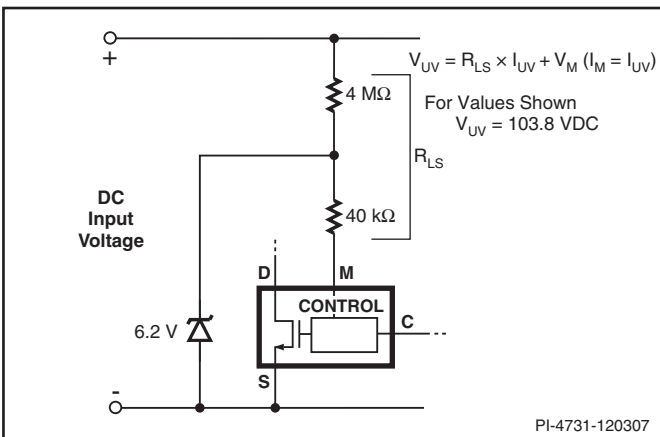 +
V_UV = R_LS × I_UV + V_M (I_M = I_UV)
4 MΩ
For Values Shown
V_UV = 103.8 VDC
R_LS
DC
Input
Voltage
40 kΩ
D
M
CONTROL
C
6.2 V
S
-
PI-4731-120307